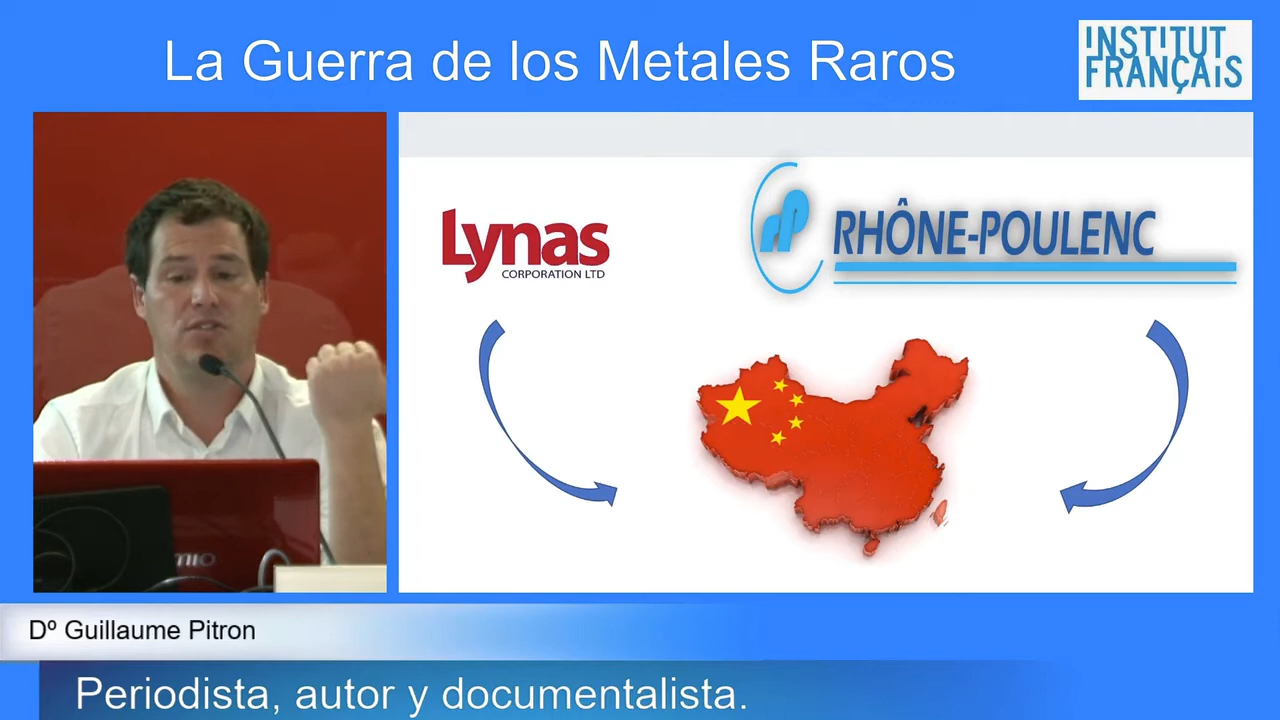 La Guerra de los Metales Raros
INSTITUT
FRANÇAIS
Lynas
CORPORATION LTD
RHÔNE-POULENC
Dº Guillaume Pitron
Periodista, autor y documentalista.